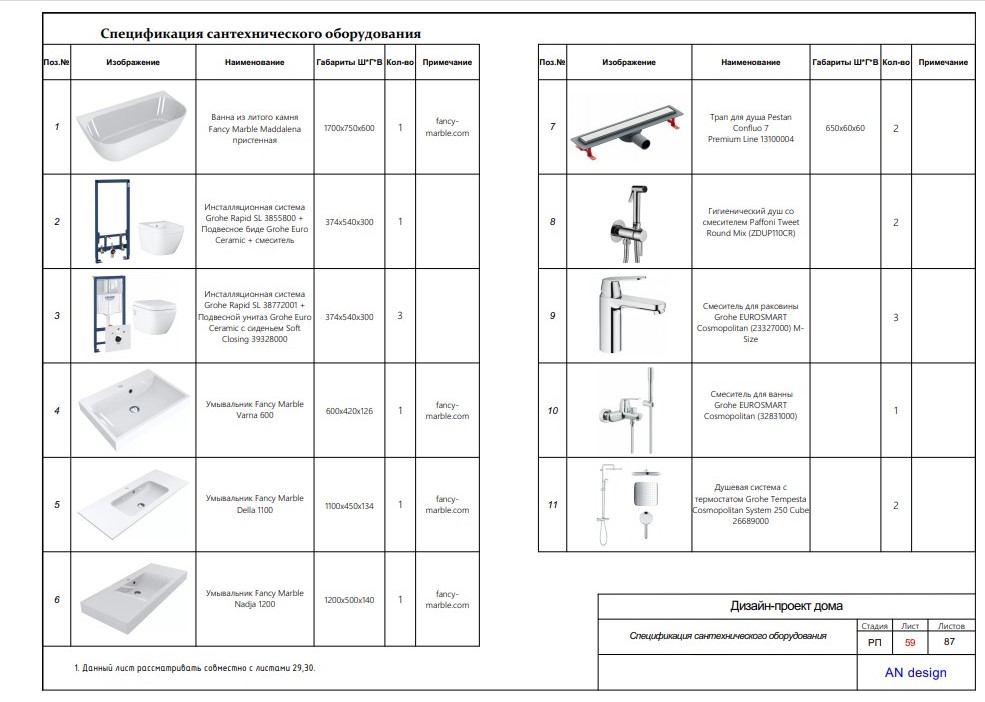 Спецификация сантехнического оборудования
Поз.№ Изображение Наименование Габариты Ш*Г*В Кол-во Примечание
1
Ванна из литого камня
Fancy Marble Maddalena
пристенная
1700x750x600
1
fancy-
marble.com
2
Инсталляционная система
Grohe Rapid SL 3855800 +
Подвесное биде Grohe Euro
Ceramic + смеситель
374x540x300
1
3
Инсталляционная система
Grohe Rapid SL 38772001 +
Подвесной унитаз Grohe Euro
Ceramic с сиденьем Soft
Closing 39328000
374x540x300
3
4
Умывальник Fancy Marble
Varna 600
600x420x126
1
fancy-
marble.com
5
Умывальник Fancy Marble
Della 1100
1100x450x134
1
fancy-
marble.com
6
Умывальник Fancy Marble
Nadja 1200
1200x500x140
1
fancy-
marble.com
1. Данный лист рассматривать совместно с листами 29,30.
Поз.№ Изображение Наименование Габариты Ш*Г*В Кол-во Примечание
7
Трап для душа Pestan
Confluo 7
Premium Line 13100004
650x60x60
2
8
Гигиенический душ со
смесителем Paffoni Tweet
Round Mix (ZDUP110CR)
2
9
Смеситель для раковины
Grohe EUROSMART
Cosmopolitan (23327000) M-
Size
3
10
Смеситель для ванны
Grohe EUROSMART
Cosmopolitan (32831000)
1
11
Душевая система с
термостатом Grohe Tempesta
Cosmopolitan System 250 Cube
26689000
2
Дизайн-проект дома
Спецификация сантехнического оборудования
Стадия Лист Листов
РП 59 87
AN design